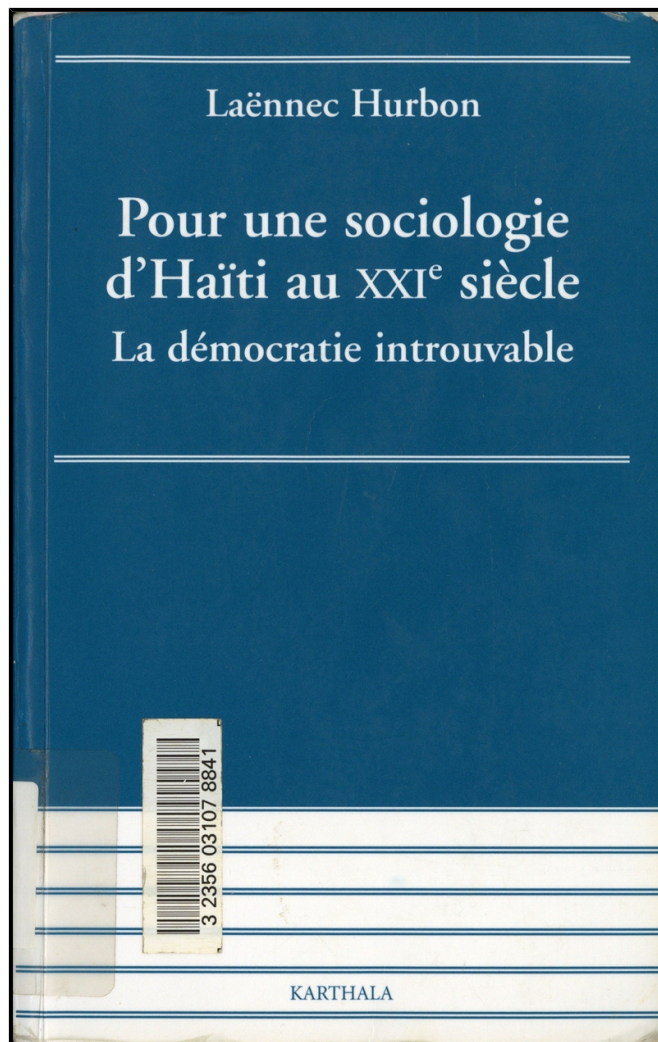 Laënnec Hurbon
Pour une sociologie
d'Haïti au XXIe siècle
La démocratie introuvable
3 2356 03107 8841
KARTHALA